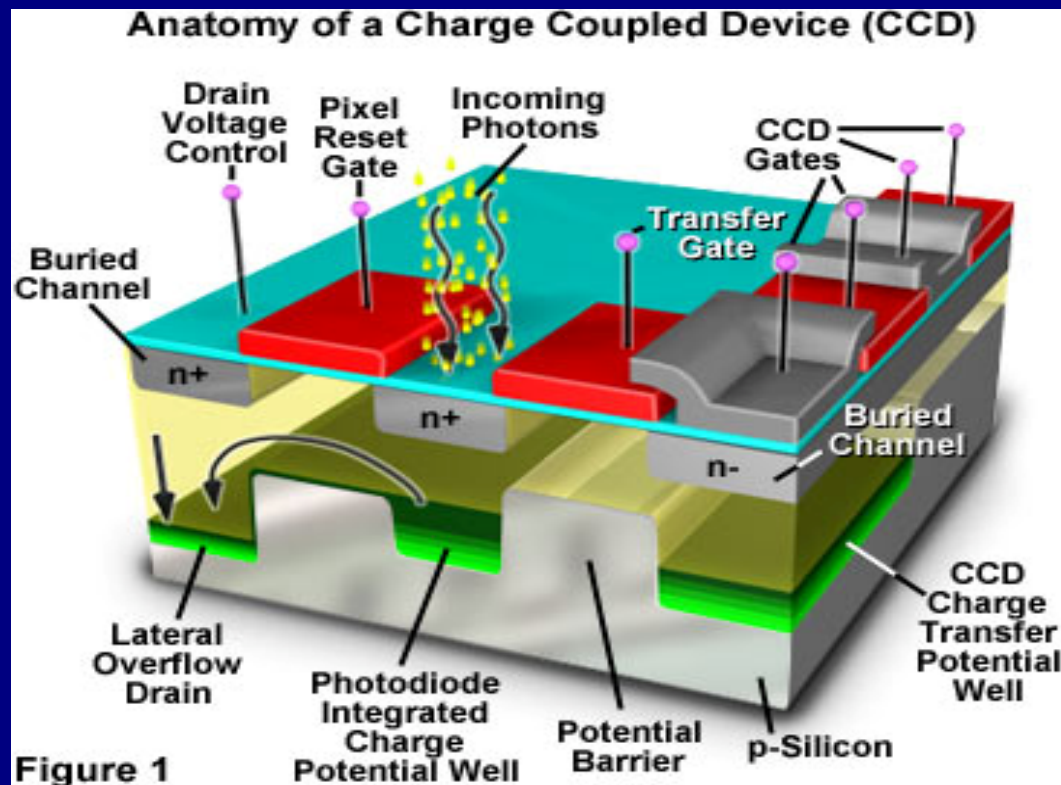 Anatomy of a Charge Coupled Device (CCD)
Drain
Voltage
Control
Pixel
Reset
Gate
Incoming
Photons
CCD
Gates
Transfer
Gate
Buried
Channel
n+
n+
n-
Buried
Channel
Lateral
Overflow
Drain
Photodiode
Integrated
Charge
Potential Well
Potential
Barrier
p-Silicon
CCD
Charge
Transfer
Potential
Well
Figure 1